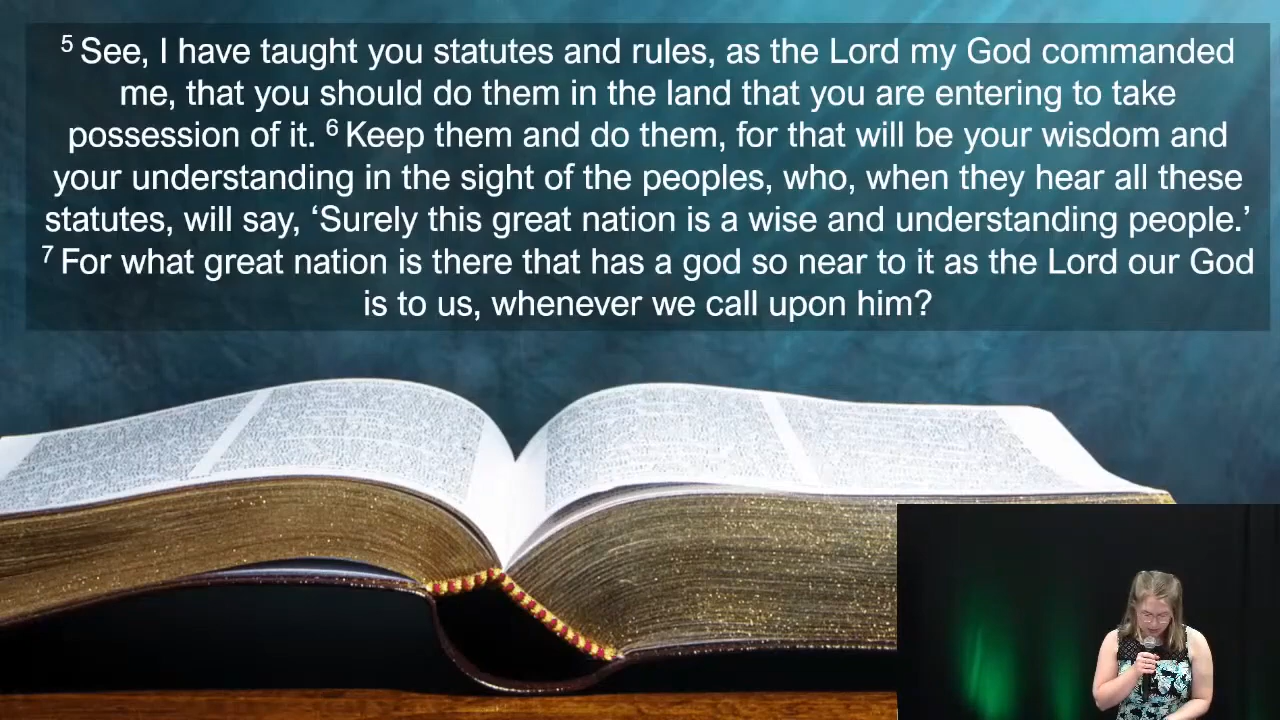 5 See, I have taught you statutes and rules, as the Lord my God commanded
me, that you should do them in the land that you are entering to take
possession of it. 6 Keep them and do them, for that will be your wisdom and
your understanding in the sight of the peoples, who, when they hear all these
statutes, will say, ‘Surely this great nation is a wise and understanding people.’
7 For what great nation is there that has a god so near to it as the Lord our God
is to us, whenever we call upon him?